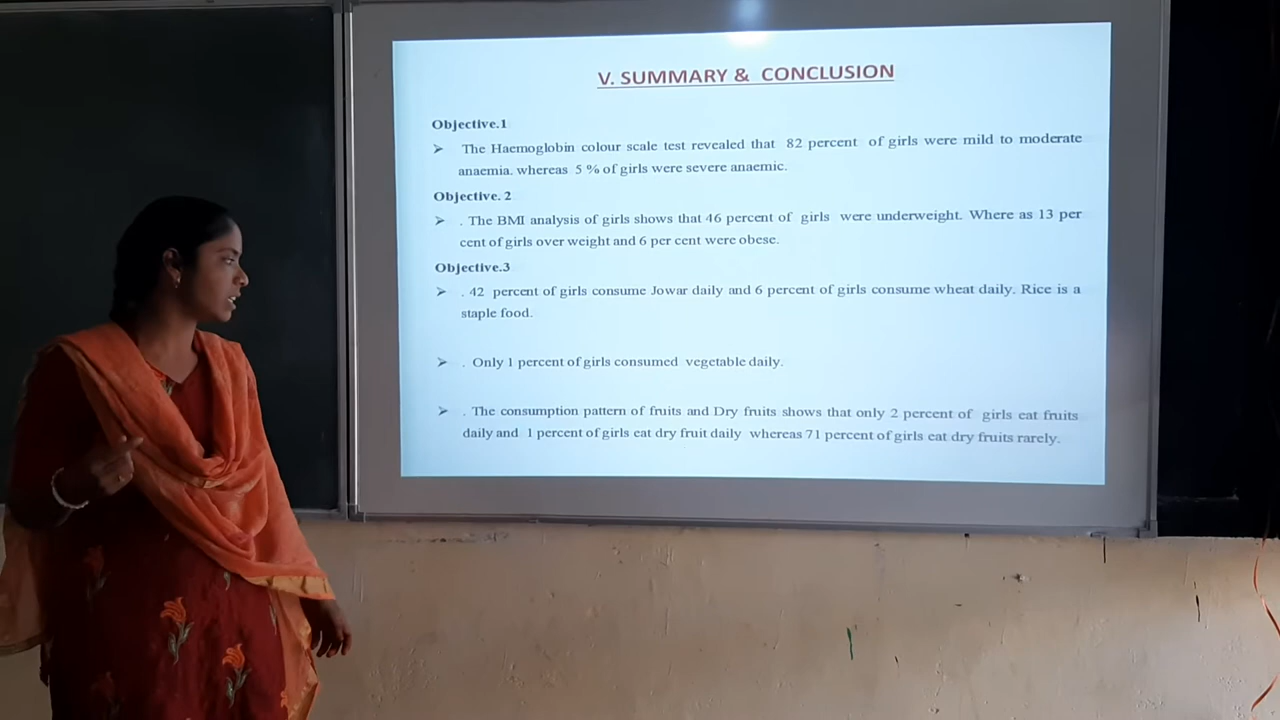 V. SUMMARY & CONCLUSION
Objective.1
➤ The Haemoglobin colour scale test revealed that 82 percent of girls were mild to moderate
anaemia. whereas 5 % of girls were severe anaemic.
Objective. 2
➤ . The BMI analysis of girls shows that 46 percent of girls were underweight. Where as 13 per
cent of girls over weight and 6 per cent were obese.
Objective.3
➤ . 42 percent of girls consume Jowar daily and 6 percent of girls consume wheat daily. Rice is a
staple food.
➤ . Only 1 percent of girls consumed vegetable daily.
➤ . The consumption pattern of fruits and Dry fruits shows that only 2 percent of girls eat fruits
daily and 1 percent of girls eat dry fruit daily whereas 71 percent of girls eat dry fruits rarely.